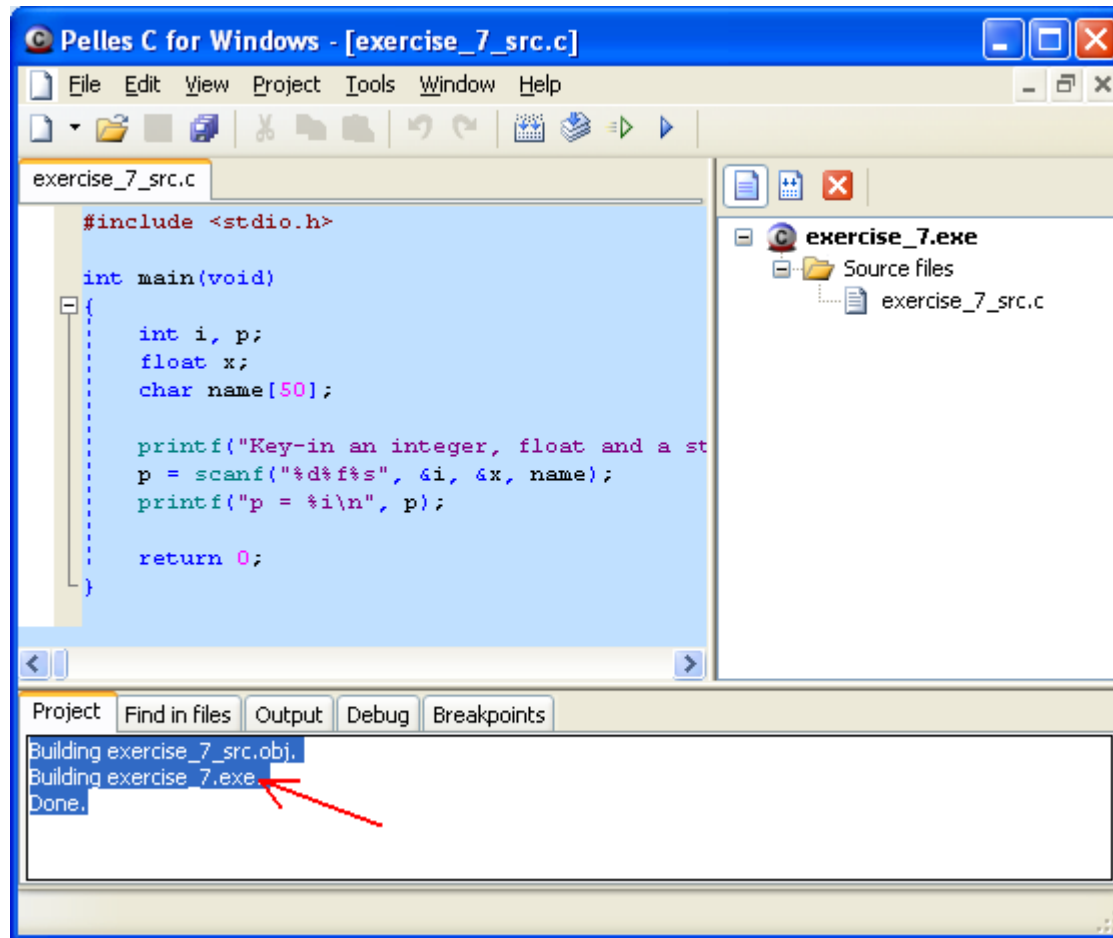 Pelles C for Windows - [exercise_7_src.c]
File Edit View Project Tools Window Help
exercise_7_src.c
#include <stdio.h>
int main(void)
{
int i, p;
float x;
char name[50];
printf("Key-in an integer, float and a st
p = scanf("%d%f%s", &i, &x, name);
printf("p = %i\n", p);
return 0;
}
exercise_7.exe
Source files
exercise_7_src.c
Project Find in files Output Debug Breakpoints
Building exercise_7_src.obj.
Building exercise_7.exe.
Done.